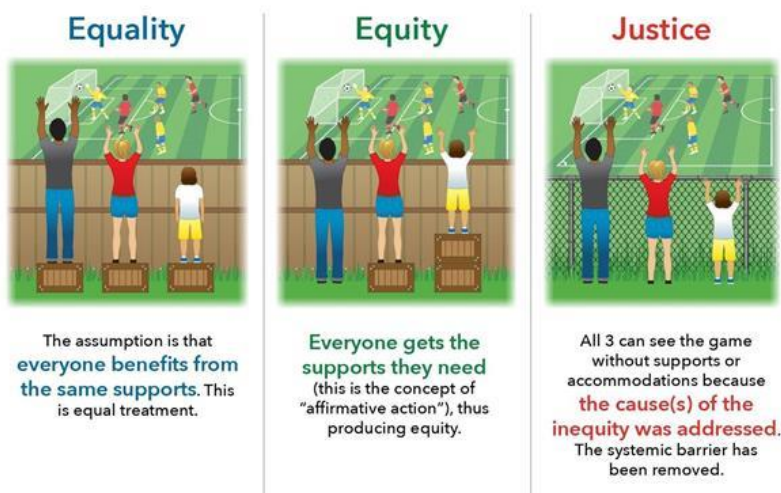 Equality
The assumption is that
everyone benefits from
the same supports. This
is equal treatment.
Equity
Everyone gets the
supports they need
(this is the concept of
"affirmative action"), thus
producing equity.
Justice
All 3 can see the game
without supports or
accommodations because
the cause(s) of the
inequity was addressed.
The systemic barrier has
been removed.